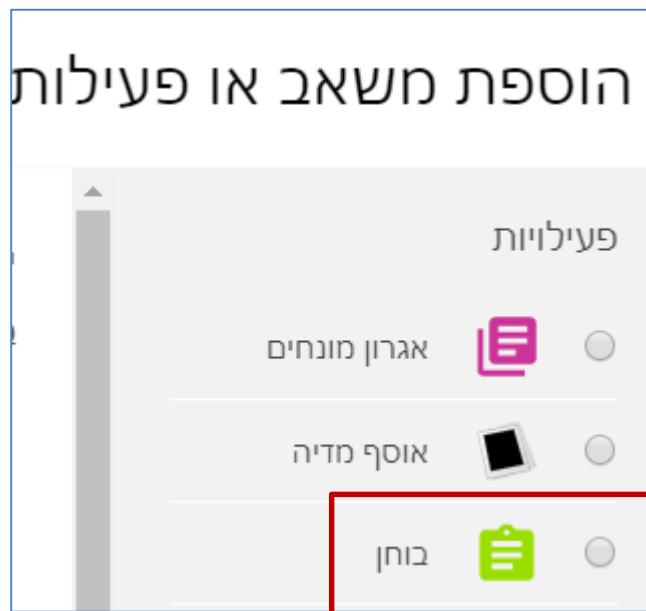 הוספת משאב או פעילות
פעילויות
אגרון מונחים
אוסף מדיה
בוחן